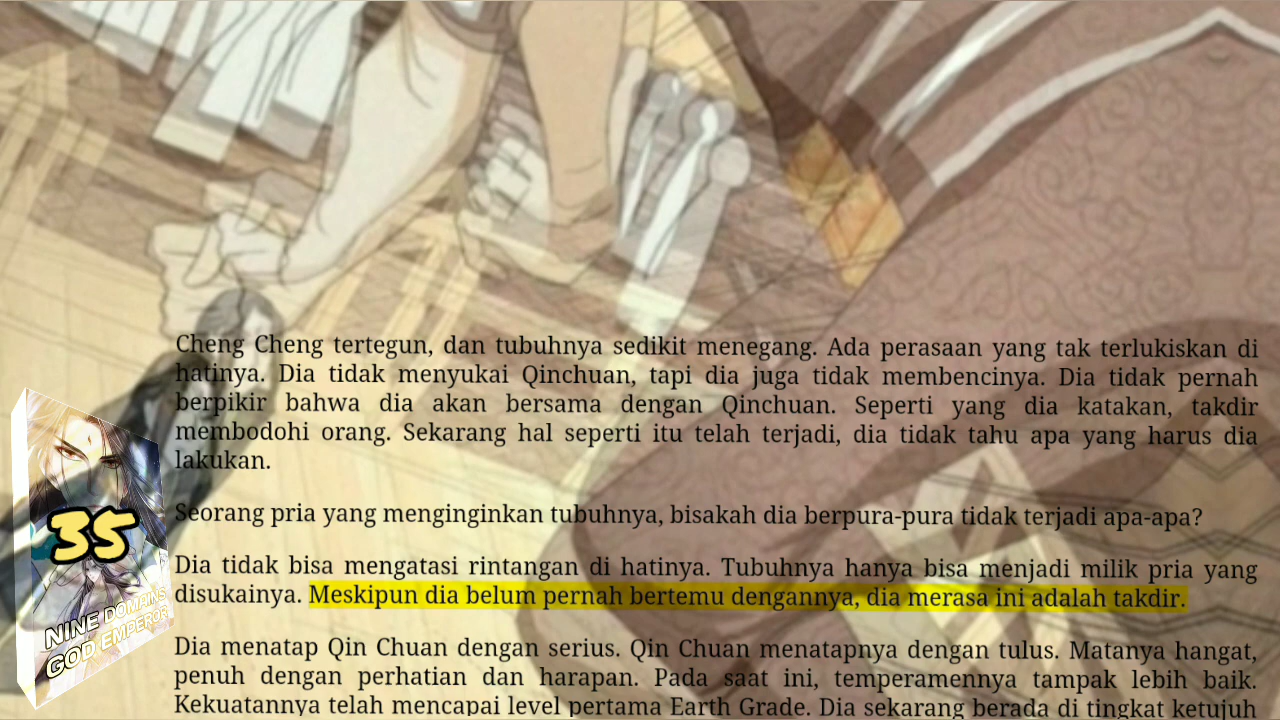 Cheng Cheng tertegun, dan tubuhnya sedikit menegang. Ada perasaan yang tak terlukiskan di
hatinya. Dia tidak menyukai Qinchuan, tapi dia juga tidak membencinya. Dia tidak pernah
berpikir bahwa dia akan bersama dengan Qinchuan. Seperti yang dia katakan, takdir
membodohi orang. Sekarang hal seperti itu telah terjadi, dia tidak tahu apa yang harus dia
lakukan.
Seorang pria yang menginginkan tubuhnya, bisakah dia berpura-pura tidak terjadi apa-apa?
Dia tidak bisa mengatasi rintangan di hatinya. Tubuhnya hanya bisa menjadi milik pria yang
disukainya. Meskipun dia belum pernah bertemu dengannya, dia merasa ini adalah takdir.
Dia menatap Qin Chuan dengan serius. Qin Chuan menatapnya dengan tulus. Matanya hangat,
penuh dengan perhatian dan harapan. Pada saat ini, temperamennya tampak lebih baik.
Kekuatannya telah mencapai level pertama Earth Grade. Dia sekarang berada di tingkat ketujuh
35
NINE DOMAINS
GOD EMPEROR